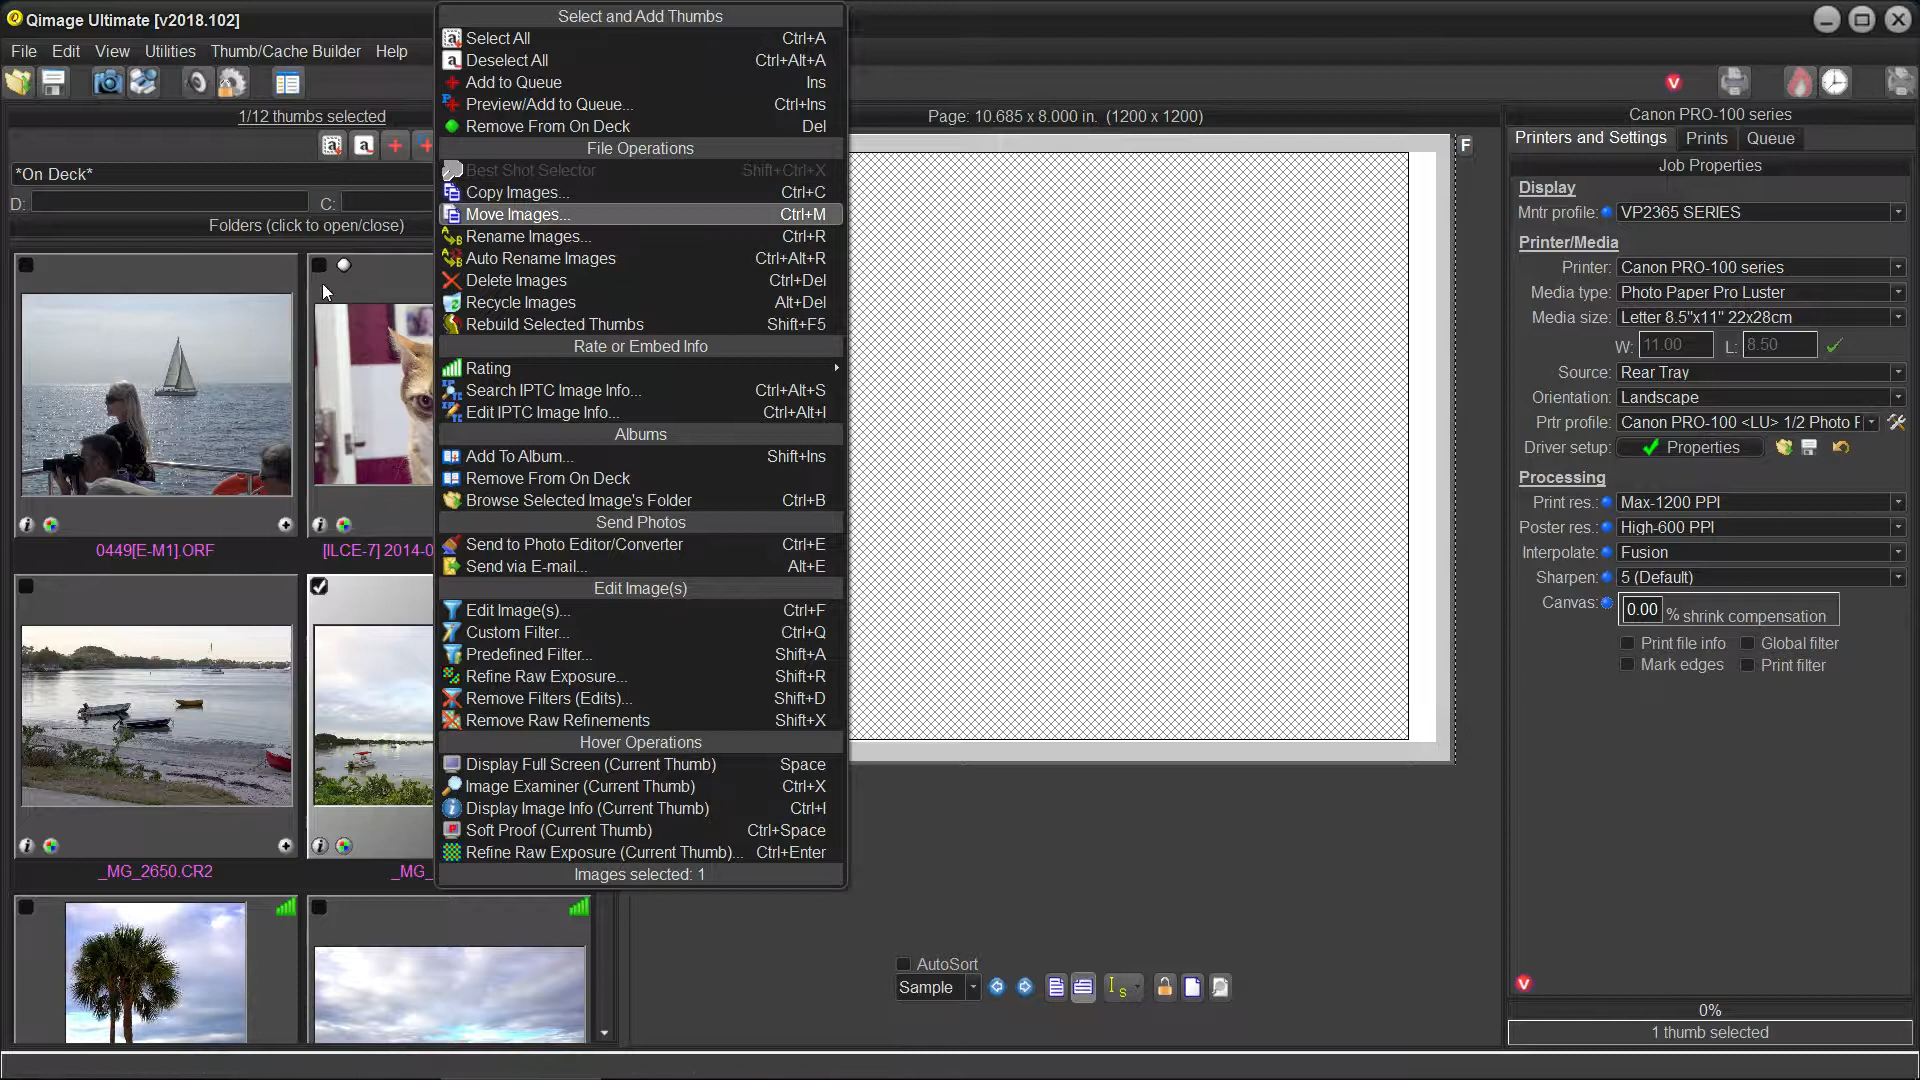 Qimage Ultimate [v2018.102]
File Edit View Utilities Thumb/Cache Builder Help
1/12 thumbs selected
*On Deck*
D: C:
Folders (click to open/close)
0449[E-M1].ORF
[ILCE-7] 2014-0
_MG_2650.CR2
_MG_
Select and Add Thumbs
Select All Ctrl+A
Deselect All Ctrl+Alt+A
Add to Queue Ins
Preview/Add to Queue... Ctrl+Ins
Remove From On Deck Del
File Operations
Best Shot Selector Shift+Ctrl+X
Copy Images... Ctrl+C
Move Images... Ctrl+M
Rename Images... Ctrl+R
Auto Rename Images Ctrl+Alt+R
Delete Images Ctrl+Del
Recycle Images Alt+Del
Rebuild Selected Thumbs Shift+F5
Rate or Embed Info
Rating
Search IPTC Image Info... Ctrl+Alt+S
Edit IPTC Image Info... Ctrl+Alt+I
Albums
Add To Album... Shift+Ins
Remove From On Deck
Browse Selected Image's Folder Ctrl+B
Send Photos
Send to Photo Editor/Converter Ctrl+E
Send via E-mail... Alt+E
Edit Image(s)
Edit Image(s)... Ctrl+F
Custom Filter... Ctrl+Q
Predefined Filter... Shift+A
Refine Raw Exposure... Shift+R
Remove Filters (Edits)... Shift+D
Remove Raw Refinements Shift+X
Hover Operations
Display Full Screen (Current Thumb) Space
Image Examiner (Current Thumb) Ctrl+X
Display Image Info (Current Thumb) Ctrl+I
Soft Proof (Current Thumb) Ctrl+Space
Refine Raw Exposure (Current Thumb)... Ctrl+Enter
Images selected: 1
Page: 10.685 x 8.000 in. (1200 x 1200)
F
AutoSort
Sample
Canon PRO-100 series
Printers and Settings Prints Queue
Job Properties
Display
Mntr profile: VP2365 SERIES
Printer/Media
Printer: Canon PRO-100 series
Media type: Photo Paper Pro Luster
Media size: Letter 8.5"x11" 22x28cm
W: 11.00 L: 8.50
Source: Rear Tray
Orientation: Landscape
Prtr profile: Canon PRO-100 <LU> 1/2 Photo F
Driver setup: Properties
Processing
Print res.: Max-1200 PPI
Poster res.: High-600 PPI
Interpolate: Fusion
Sharpen: 5 (Default)
Canvas: 0.00 % shrink compensation
Print file info Global filter
Mark edges Print filter
0%
1 thumb selected